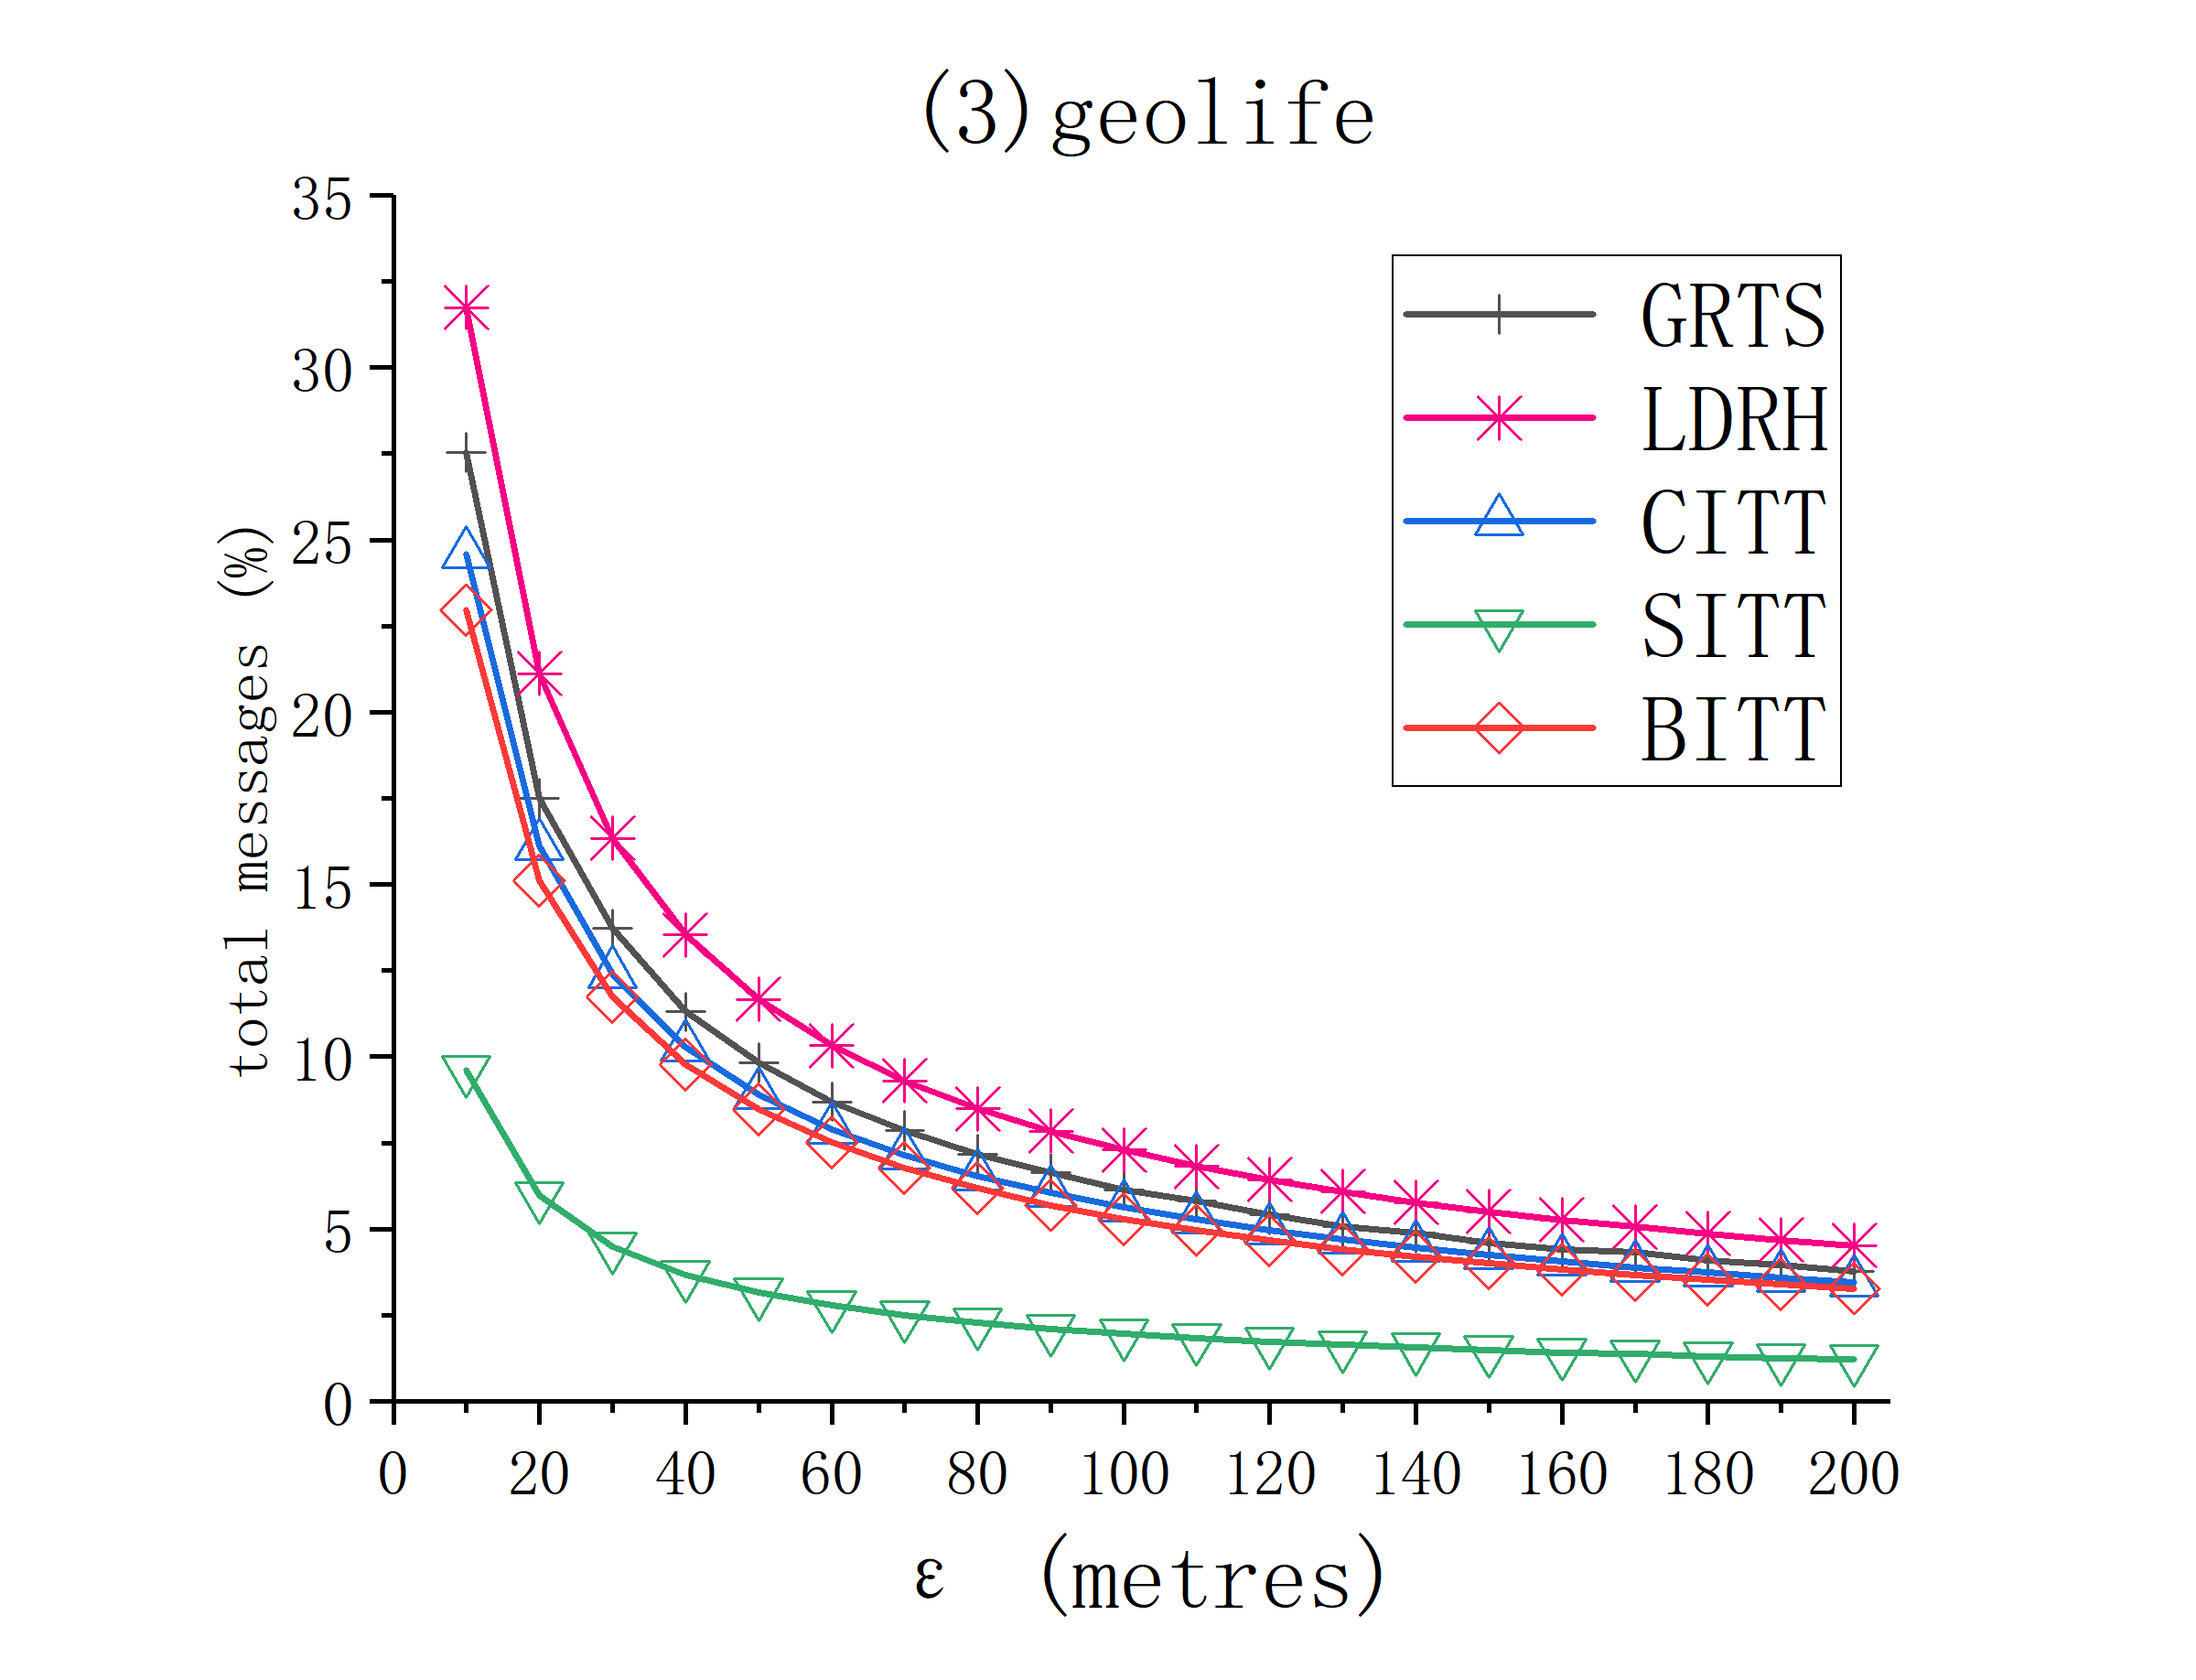 (3)geolife
35
30
25
20
15
10
5
0
total messages (%)
GRTS
LDRH
CITT
SITT
BITT
0 20 40 60 80 100 120 140 160 180 200
ε (metres)